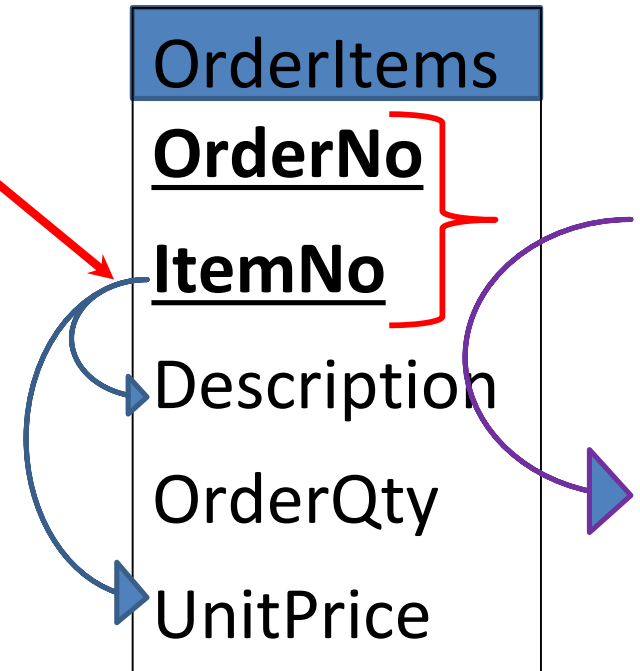 OrderItems
OrderNo
ItemNo
Description
OrderQty
UnitPrice